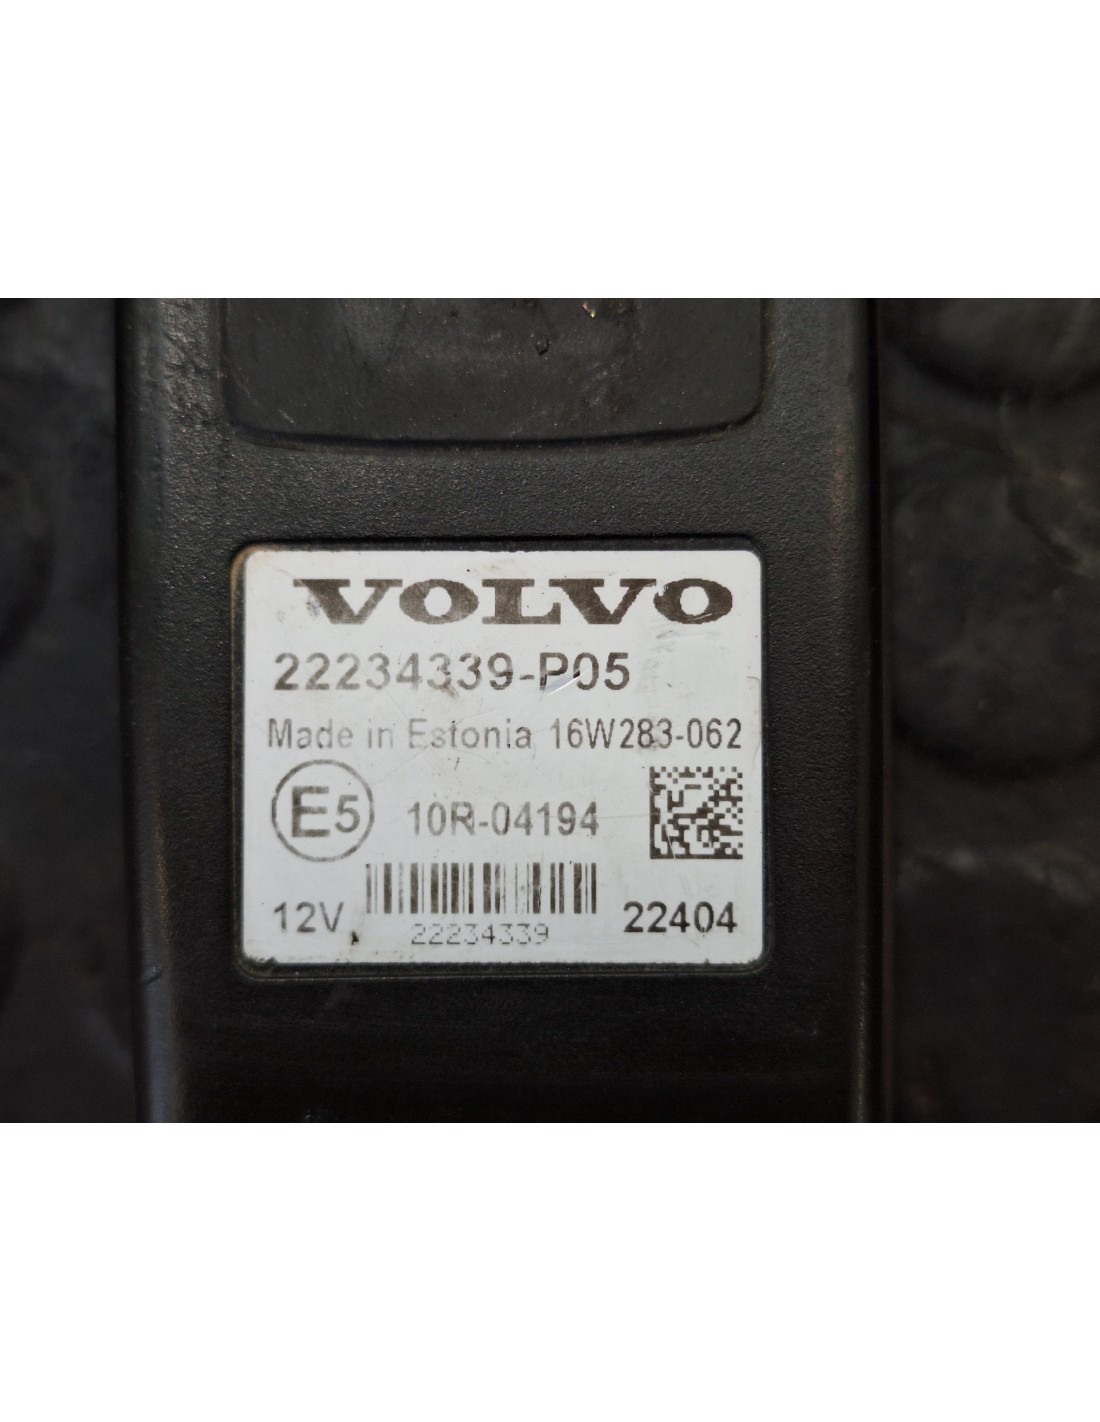 VOLVO
22234339-P05
Made in Estonia 16W283-062
E5 10R-04194
12V 22234339 22404